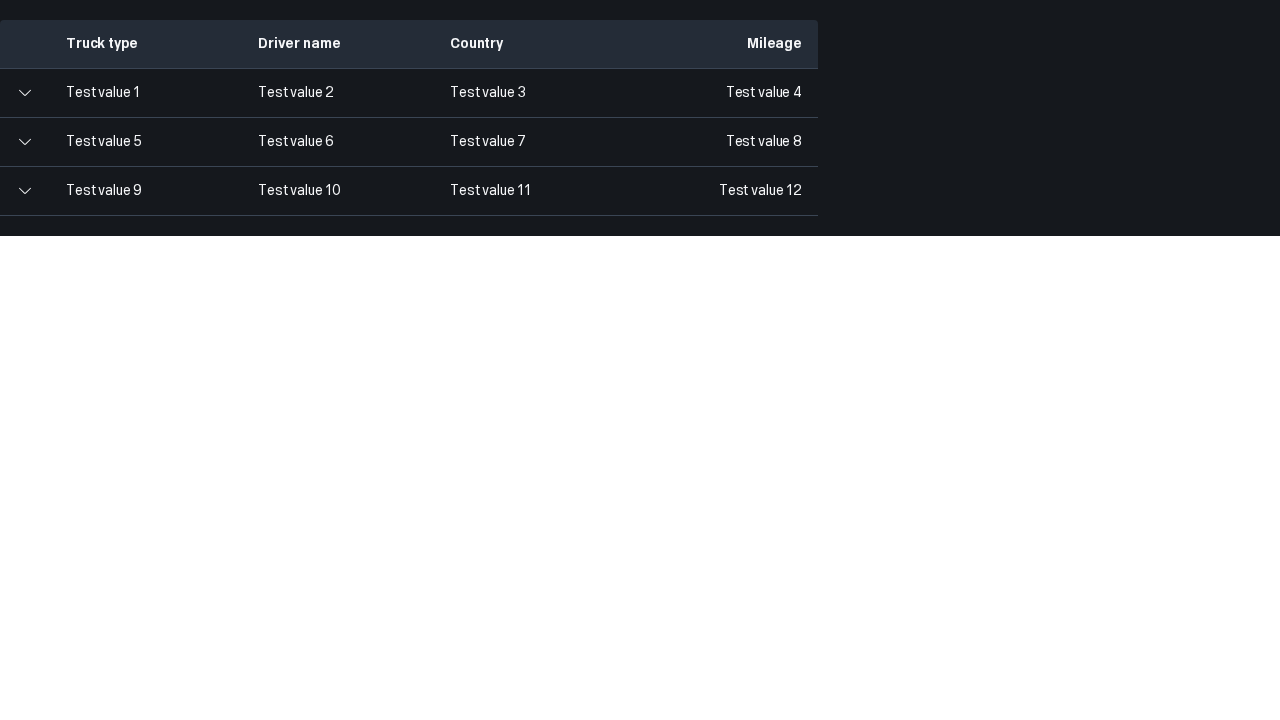 Truck type Driver name Country Mileage
Test value 1 Test value 2 Test value 3 Test value 4
Test value 5 Test value 6 Test value 7 Test value 8
Test value 9 Test value 10 Test value 11 Test value 12